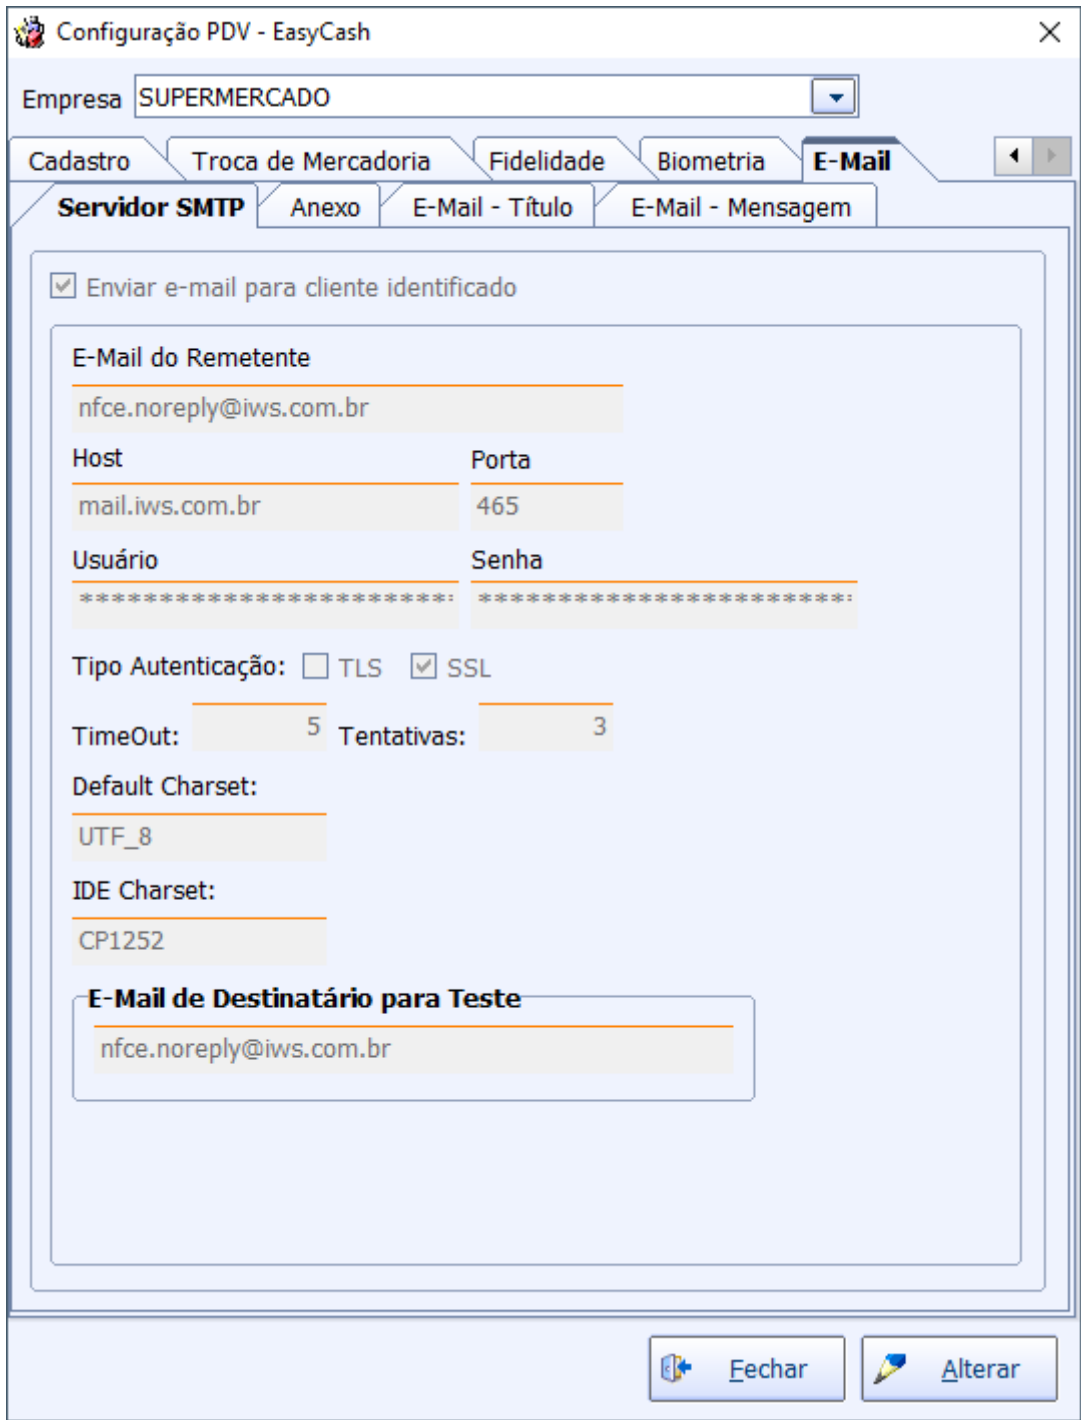 Configuração PDV - EasyCash
Empresa SUPERMERCADO
Cadastro Troca de Mercadoria Fidelidade Biometria E-Mail
Servidor SMTP Anexo E-Mail - Título E-Mail - Mensagem
Enviar e-mail para cliente identificado
E-Mail do Remetente
nfce.noreply@iws.com.br
Host Porta
mail.iws.com.br 465
Usuário Senha
************************ ************************
Tipo Autenticação: TLS SSL
TimeOut: 5 Tentativas: 3
Default Charset:
UTF_8
IDE Charset:
CP1252
E-Mail de Destinatário para Teste
nfce.noreply@iws.com.br
Fechar Alterar